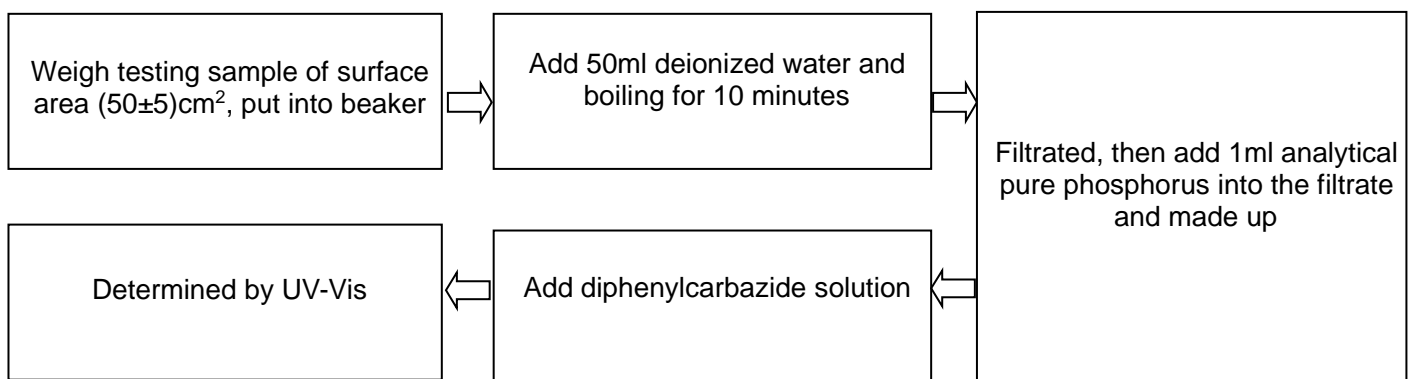 Weigh testing sample of surface
area (50±5)cm², put into beaker
Add 50ml deionized water and
boiling for 10 minutes
Filtrated, then add 1ml analytical
pure phosphorus into the filtrate
and made up
Add diphenylcarbazide solution
Determined by UV-Vis